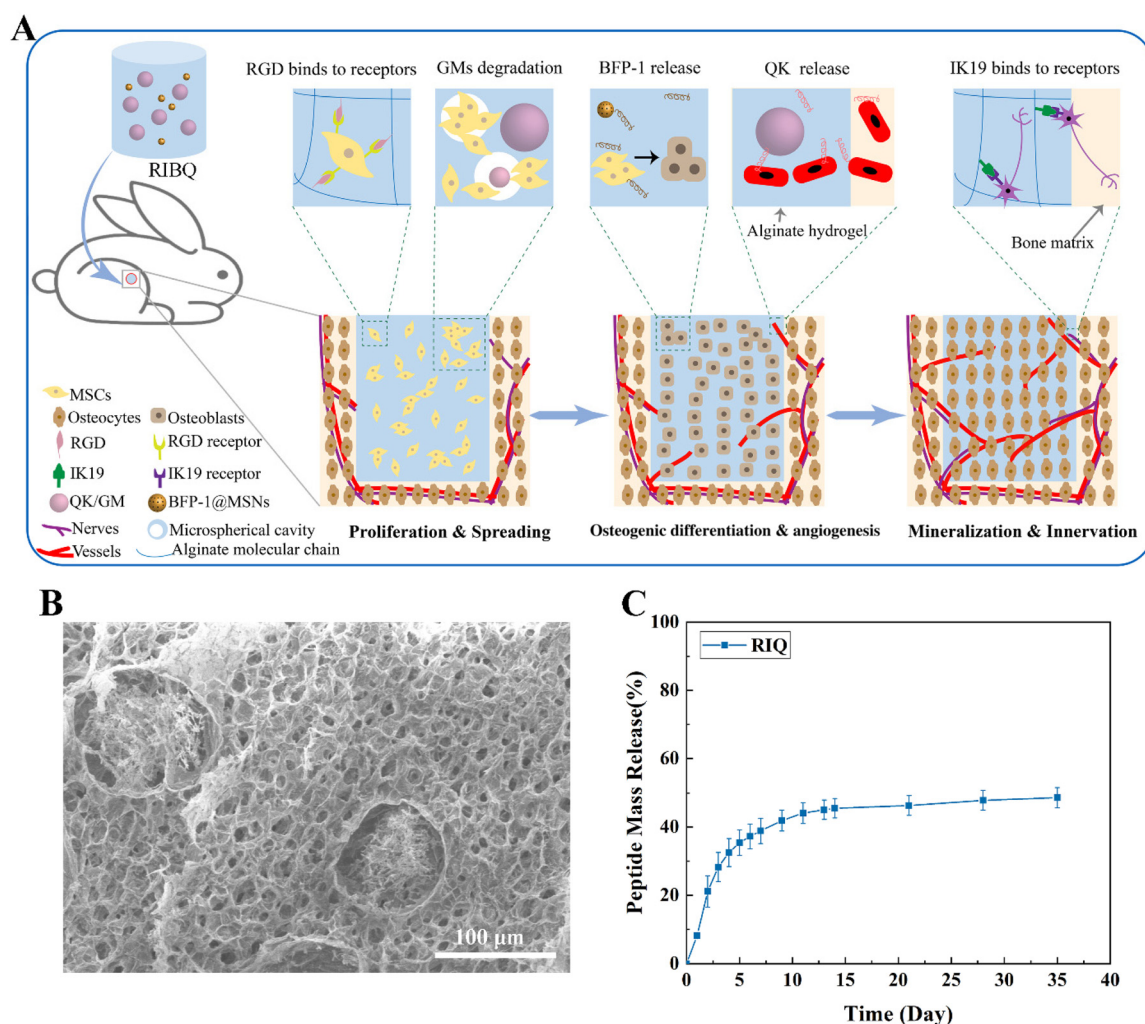 A
RIBQ
RGD binds to receptors
GMs degradation
BFP-1 release
QK release
IK19 binds to receptors
Alginate hydrogel
Bone matrix
MSCs
Osteocytes
Osteoblasts
RGD
RGD receptor
IK19
IK19 receptor
QK/GM
BFP-1@MSNs
Nerves
Microspherical cavity
Vessels
Alginate molecular chain
Proliferation & Spreading
Osteogenic differentiation & angiogenesis
Mineralization & Innervation
B
100 μm
C
RIQ
Peptide Mass Release(%)
100
80
60
40
20
0
0 5 10 15 20 25 30 35 40
Time (Day)